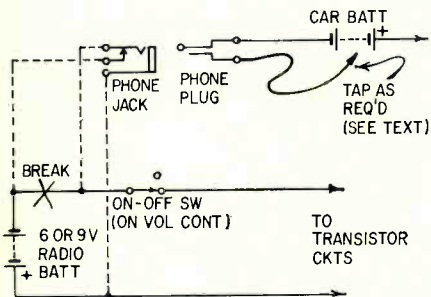 CAR BATT
+
PHONE
JACK
PHONE
PLUG
TAP AS
REQ'D
(SEE TEXT)
BREAK
ON-OFF SW
(ON VOL CONT)
6 OR 9V
RADIO
BATT
+
TO
TRANSISTOR
CKTS